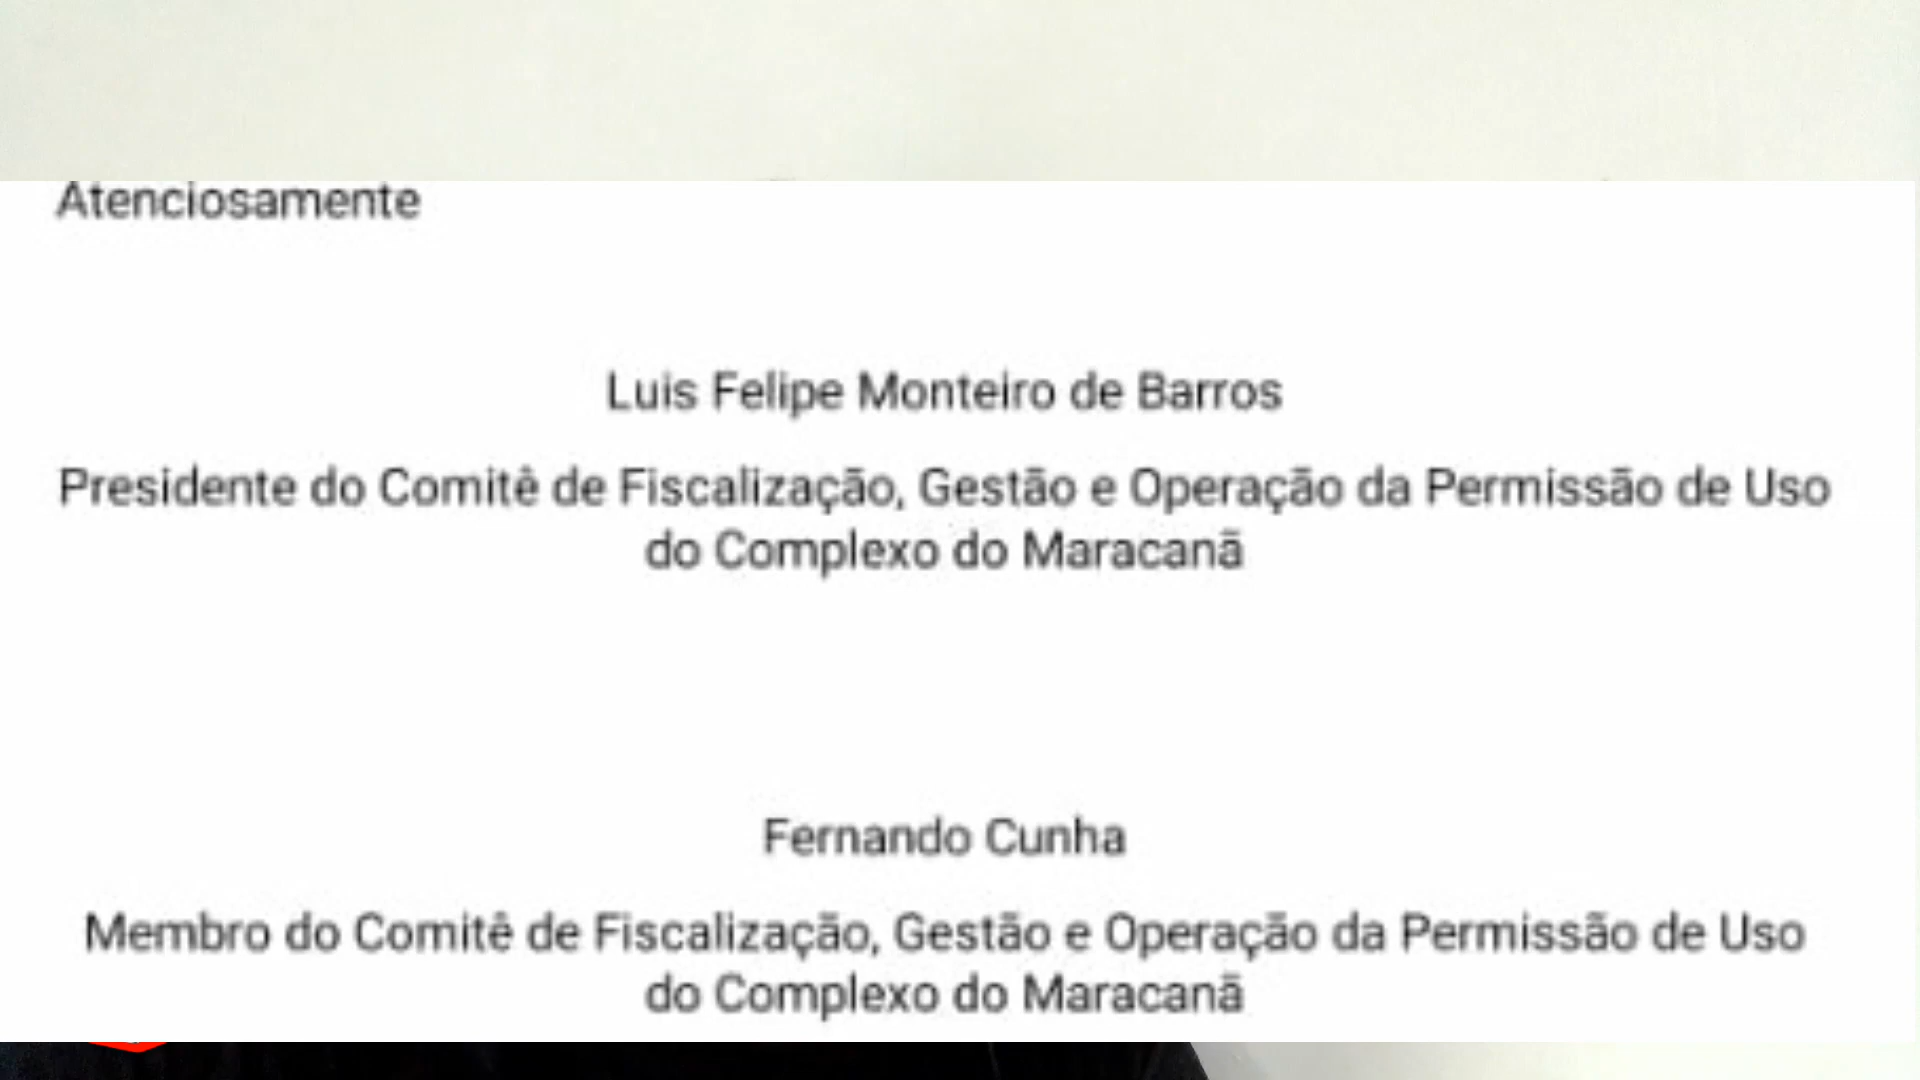 Atenciosamente
Luis Felipe Monteiro de Barros
Presidente do Comitê de Fiscalização, Gestão e Operação da Permissão de Uso
do Complexo do Maracanã
Fernando Cunha
Membro do Comitê de Fiscalização, Gestão e Operação da Permissão de Uso
do Complexo do Maracanã